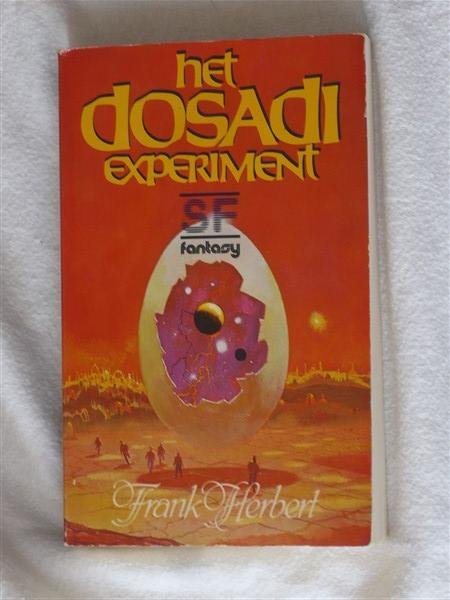 het
DOSADI
EXPERIMENT
SF
fantasy
Frank Herbert